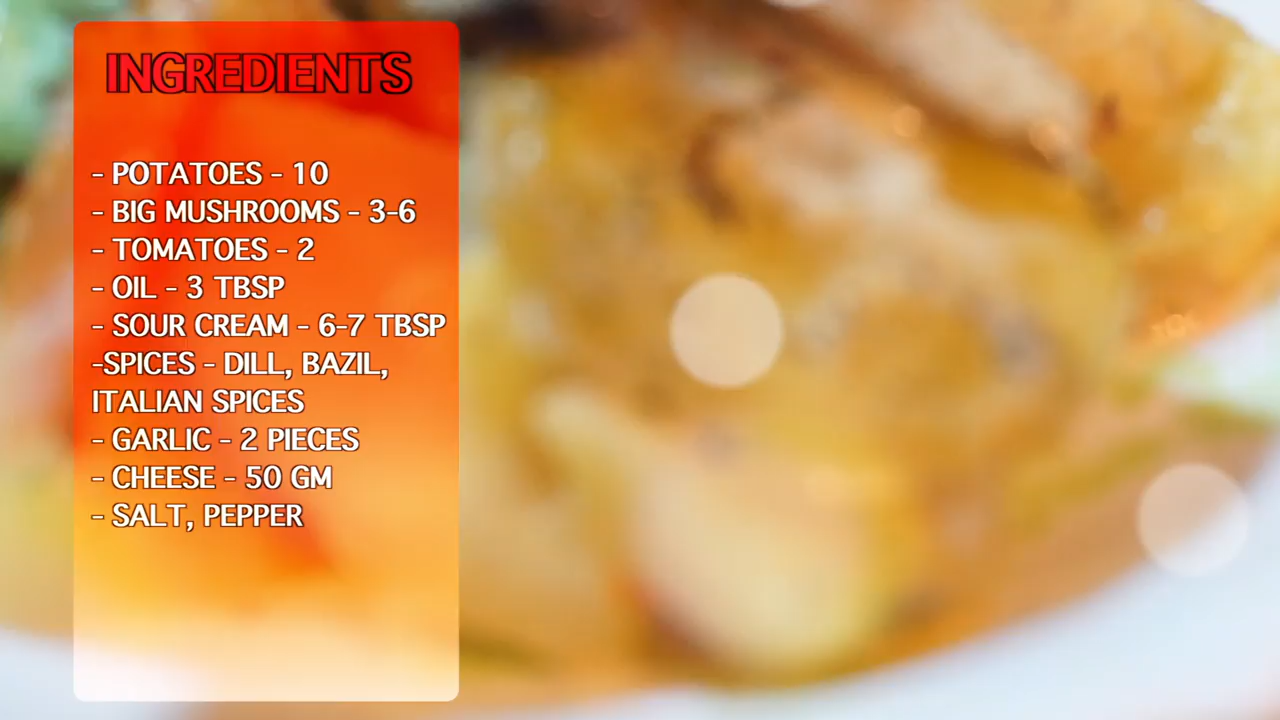 INGREDIENTS
- POTATOES - 10
- BIG MUSHROOMS - 3-6
- TOMATOES - 2
- OIL - 3 TBSP
- SOUR CREAM - 6-7 TBSP
-SPICES - DILL, BAZIL,
ITALIAN SPICES
- GARLIC - 2 PIECES
- CHEESE - 50 GM
- SALT, PEPPER